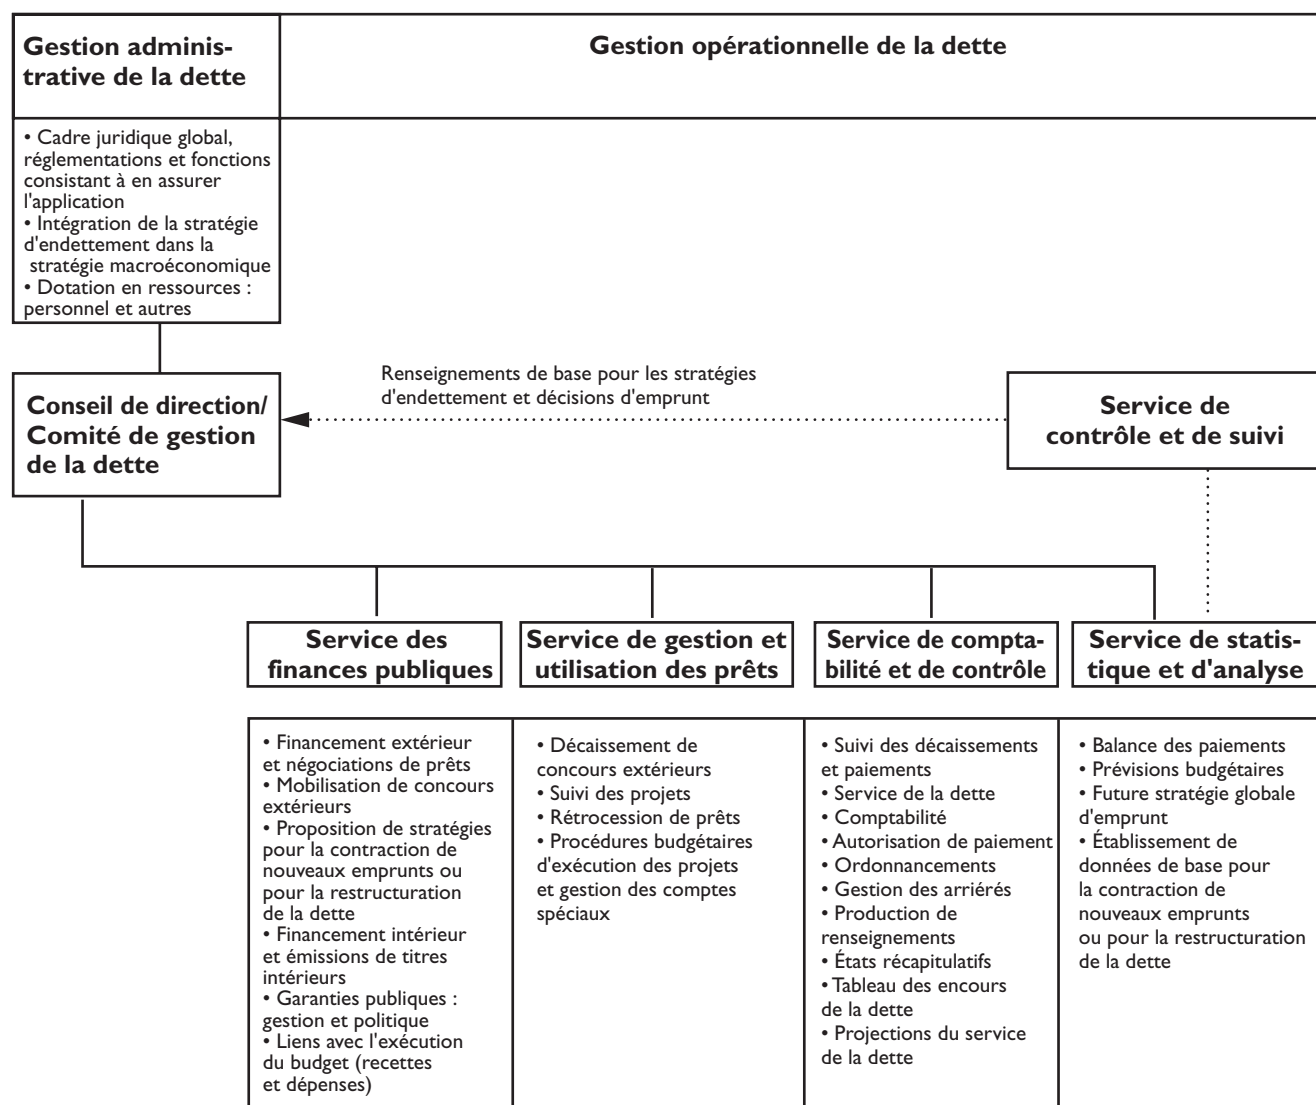 Gestion adminis-
trative de la dette
Gestion opérationnelle de la dette
• Cadre juridique global,
réglementations et fonctions
consistant à en assurer
l'application
• Intégration de la stratégie
d'endettement dans la
stratégie macroéconomique
• Dotation en ressources :
personnel et autres
Conseil de direction/
Comité de gestion
de la dette
Renseignements de base pour les stratégies
d'endettement et décisions d'emprunt
Service de
contrôle et de suivi
Service des
finances publiques
• Financement extérieur
et négociations de prêts
• Mobilisation de concours
extérieurs
• Proposition de stratégies
pour la contraction de
nouveaux emprunts ou
pour la restructuration
de la dette
• Financement intérieur
et émissions de titres
intérieurs
• Garanties publiques :
gestion et politique
• Liens avec l'exécution
du budget (recettes
et dépenses)
Service de gestion et
utilisation des prêts
• Décaissement de
concours extérieurs
• Suivi des projets
• Rétrocession de prêts
• Procédures budgétaires
d'exécution des projets
et gestion des comptes
spéciaux
Service de compta-
bilité et de contrôle
• Suivi des décaissements
et paiements
• Service de la dette
• Comptabilité
• Autorisation de paiement
• Ordonnancements
• Gestion des arriérés
• Production de
renseignements
• États récapitulatifs
• Tableau des encours
de la dette
• Projections du service
de la dette
Service de statis-
tique et d'analyse
• Balance des paiements
• Prévisions budgétaires
• Future stratégie globale
d'emprunt
• Établissement de
données de base pour
la contraction de
nouveaux emprunts
ou pour la restructuration
de la dette